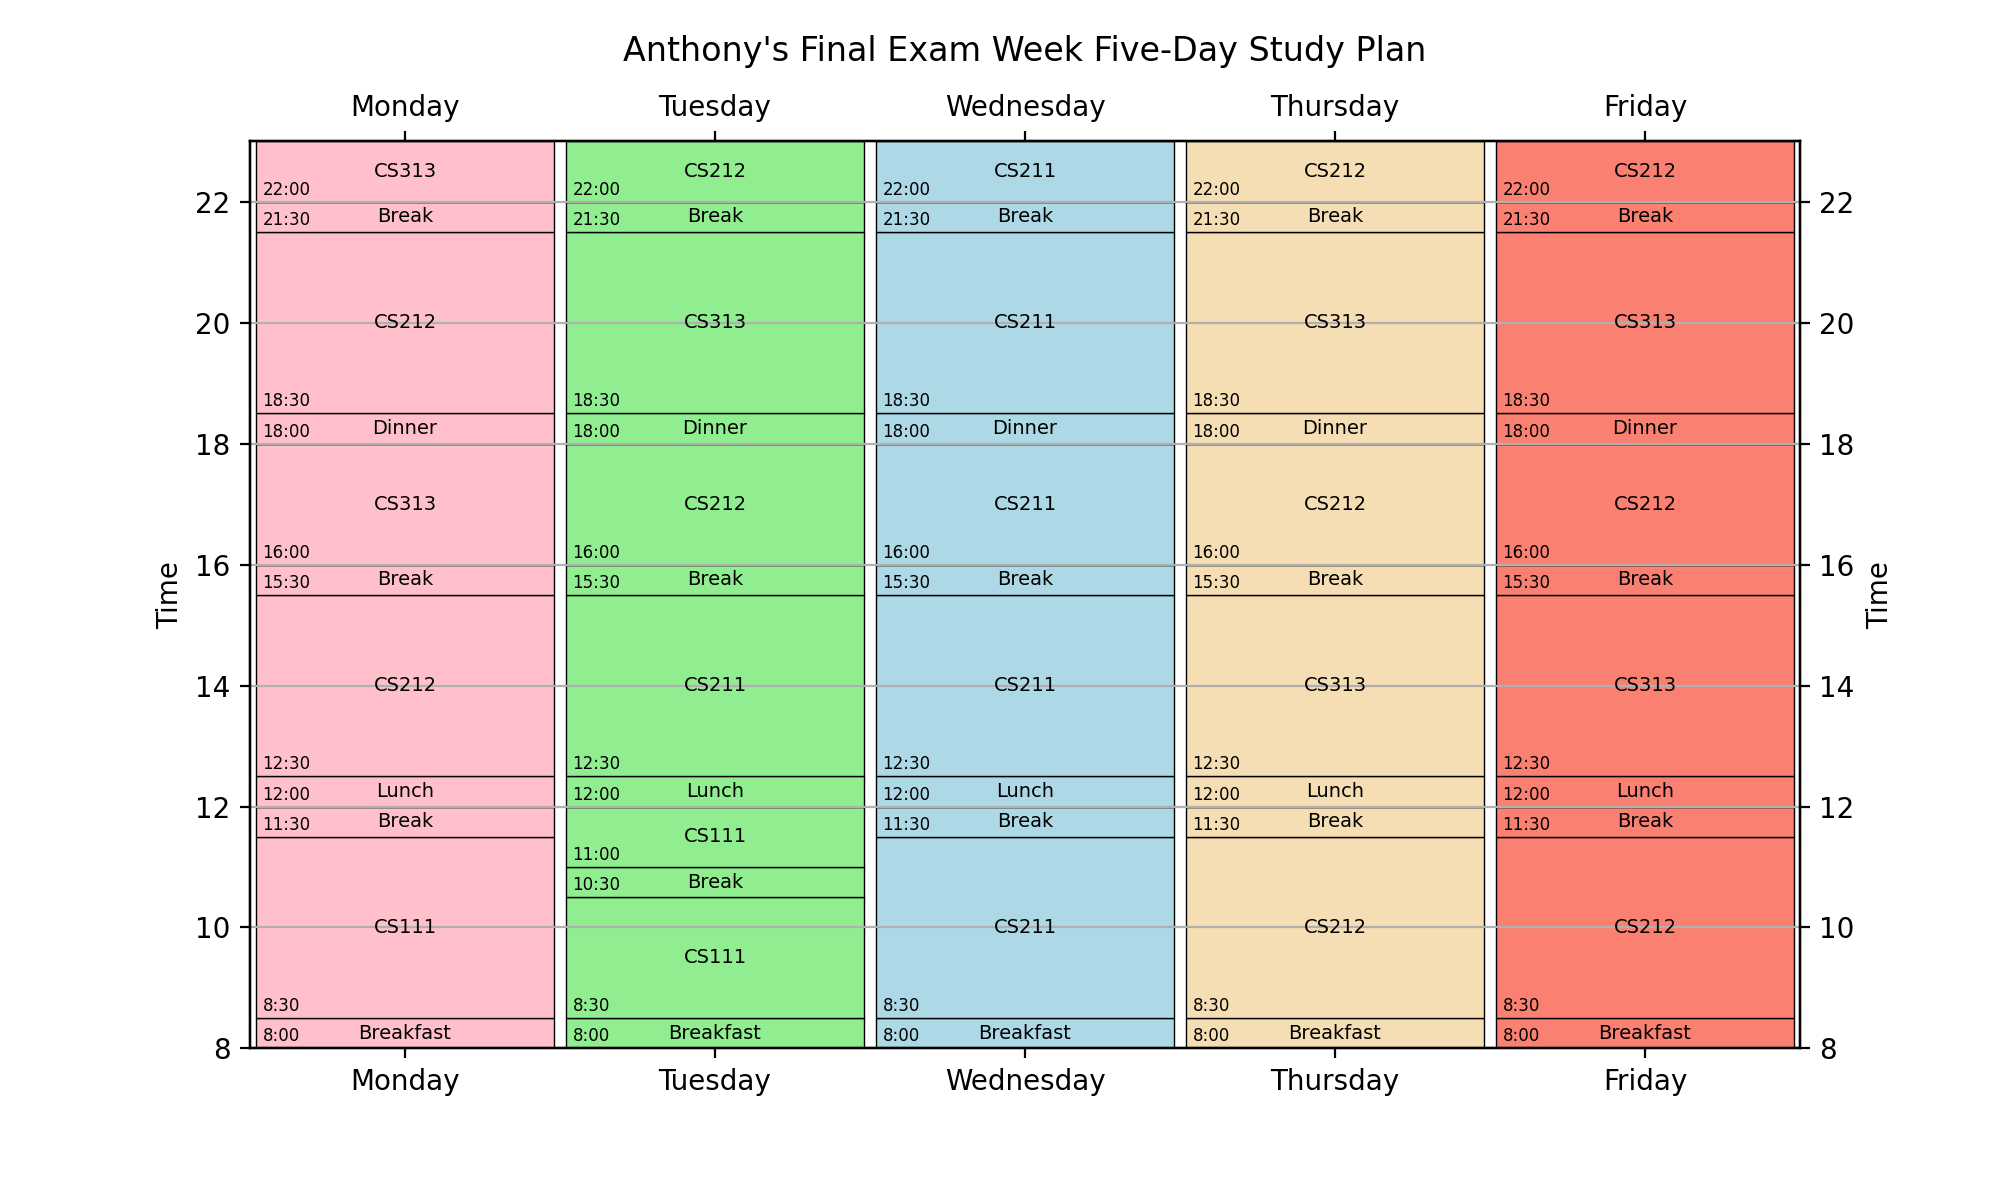 Anthony's Final Exam Week Five-Day Study Plan
Monday Tuesday Wednesday Thursday Friday
CS313 CS212 CS211 CS212 CS212
22:00 22:00 22:00 22:00 22:00
22 22
21:30 Break 21:30 Break 21:30 Break 21:30 Break 21:30 Break
20 CS212 CS313 CS211 CS313 CS313 20
18:30 18:30 18:30 18:30 18:30
18:00 Dinner 18:00 Dinner 18:00 Dinner 18:00 Dinner 18:00 Dinner
18 18
CS313 CS212 CS211 CS212 CS212
16:00 16:00 16:00 16:00 16:00
16 16
15:30 Break 15:30 Break 15:30 Break 15:30 Break 15:30 Break
Time Time
14 CS212 CS211 CS211 CS313 CS313 14
12:30 12:30 12:30 12:30 12:30
12:00 Lunch 12:00 Lunch 12:00 Lunch 12:00 Lunch 12:00 Lunch
12 12
11:30 Break 11:30 Break 11:30 Break 11:30 Break
CS111
11:00
10:30 Break
10 CS111 CS211 CS212 CS212 10
CS111
8:30 8:30 8:30 8:30 8:30
8:00 Breakfast 8:00 Breakfast 8:00 Breakfast 8:00 Breakfast 8:00 Breakfast
8 8
Monday Tuesday Wednesday Thursday Friday